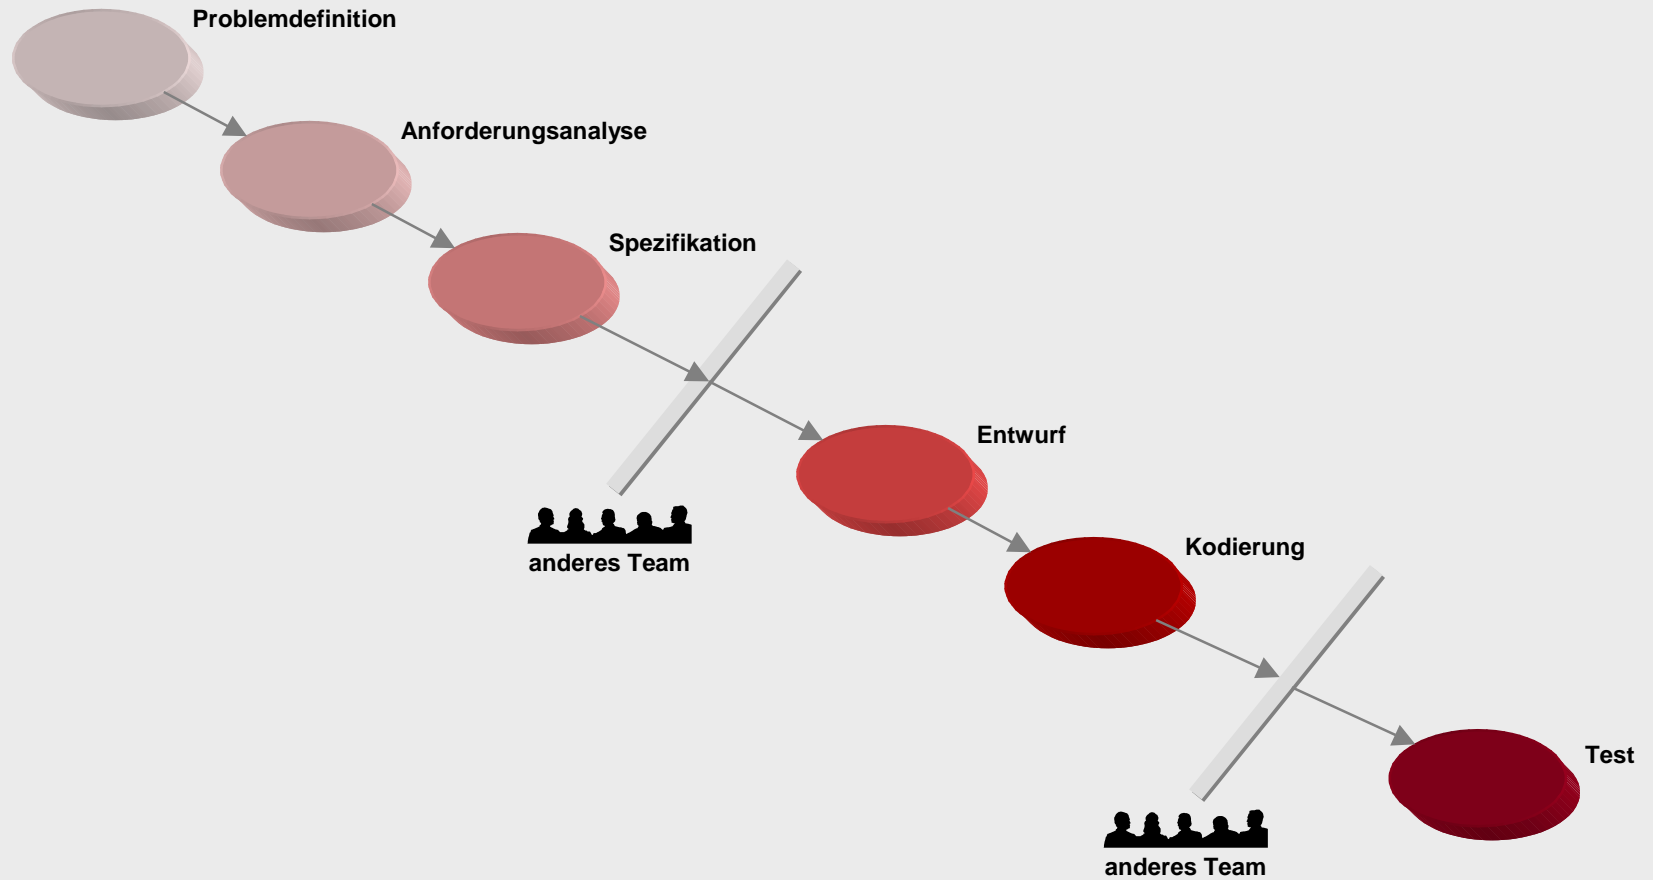 Problemdefinition
Anforderungsanalyse
Spezifikation
anderes Team
Entwurf
Kodierung
Test
anderes Team